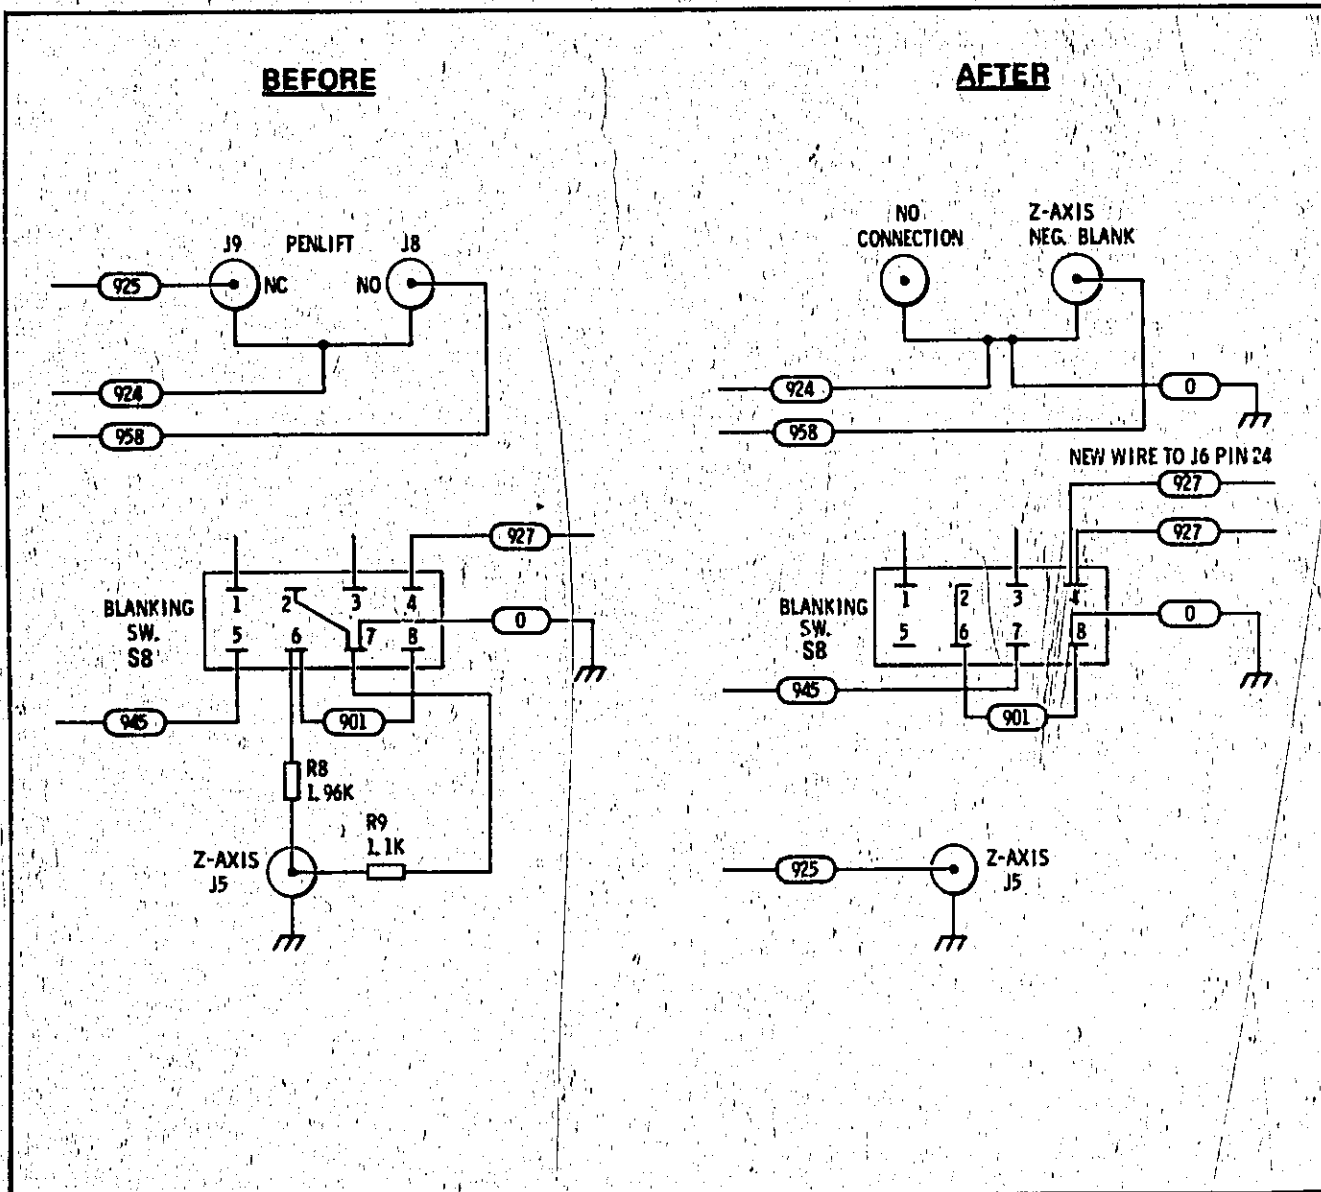 BEFORE
J9 PENLIFT J8
925 NC NO
924
958
927
1 2 3 4
BLANKING
SW.
S8
5 6 7 8
0
945 901
R8
1.96K
R9
1.1K
Z-AXIS
J5
AFTER
NO
CONNECTION
Z-AXIS
NEG. BLANK
924 0
958
NEW WIRE TO J6 PIN 24
927
927
1 2 3 4
BLANKING
SW.
S8
5 6 7 8
0
945
901
925
Z-AXIS
J5